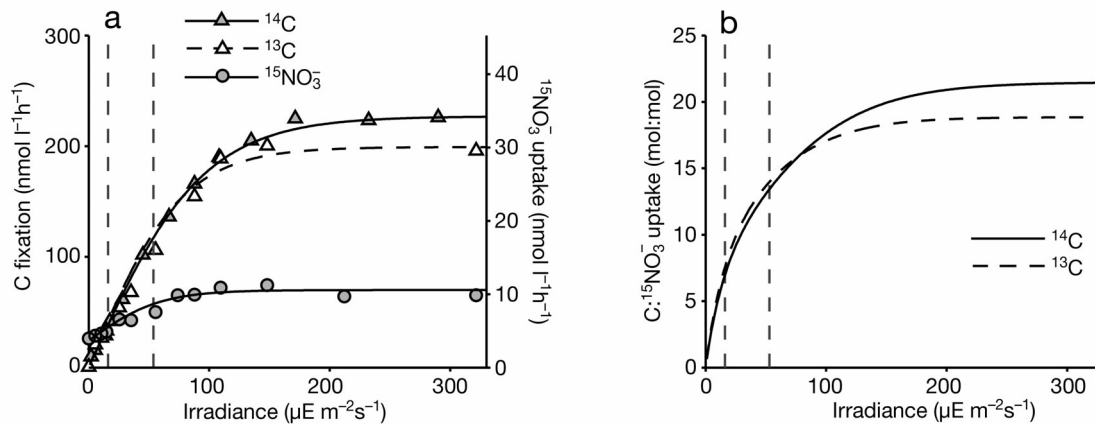 a
¹⁴C
¹³C
¹⁵NO₃⁻
300
200
100
0
C fixation (nmol l⁻¹h⁻¹)
40
30
20
10
0
¹⁵NO₃⁻ uptake (nmol l⁻¹h⁻¹)
0 100 200 300
Irradiance (µE m⁻²s⁻¹)
b
25
20
15
10
5
0
C:¹⁵NO₃⁻ uptake (mol:mol)
¹⁴C
¹³C
0 100 200 300
Irradiance (µE m⁻²s⁻¹)